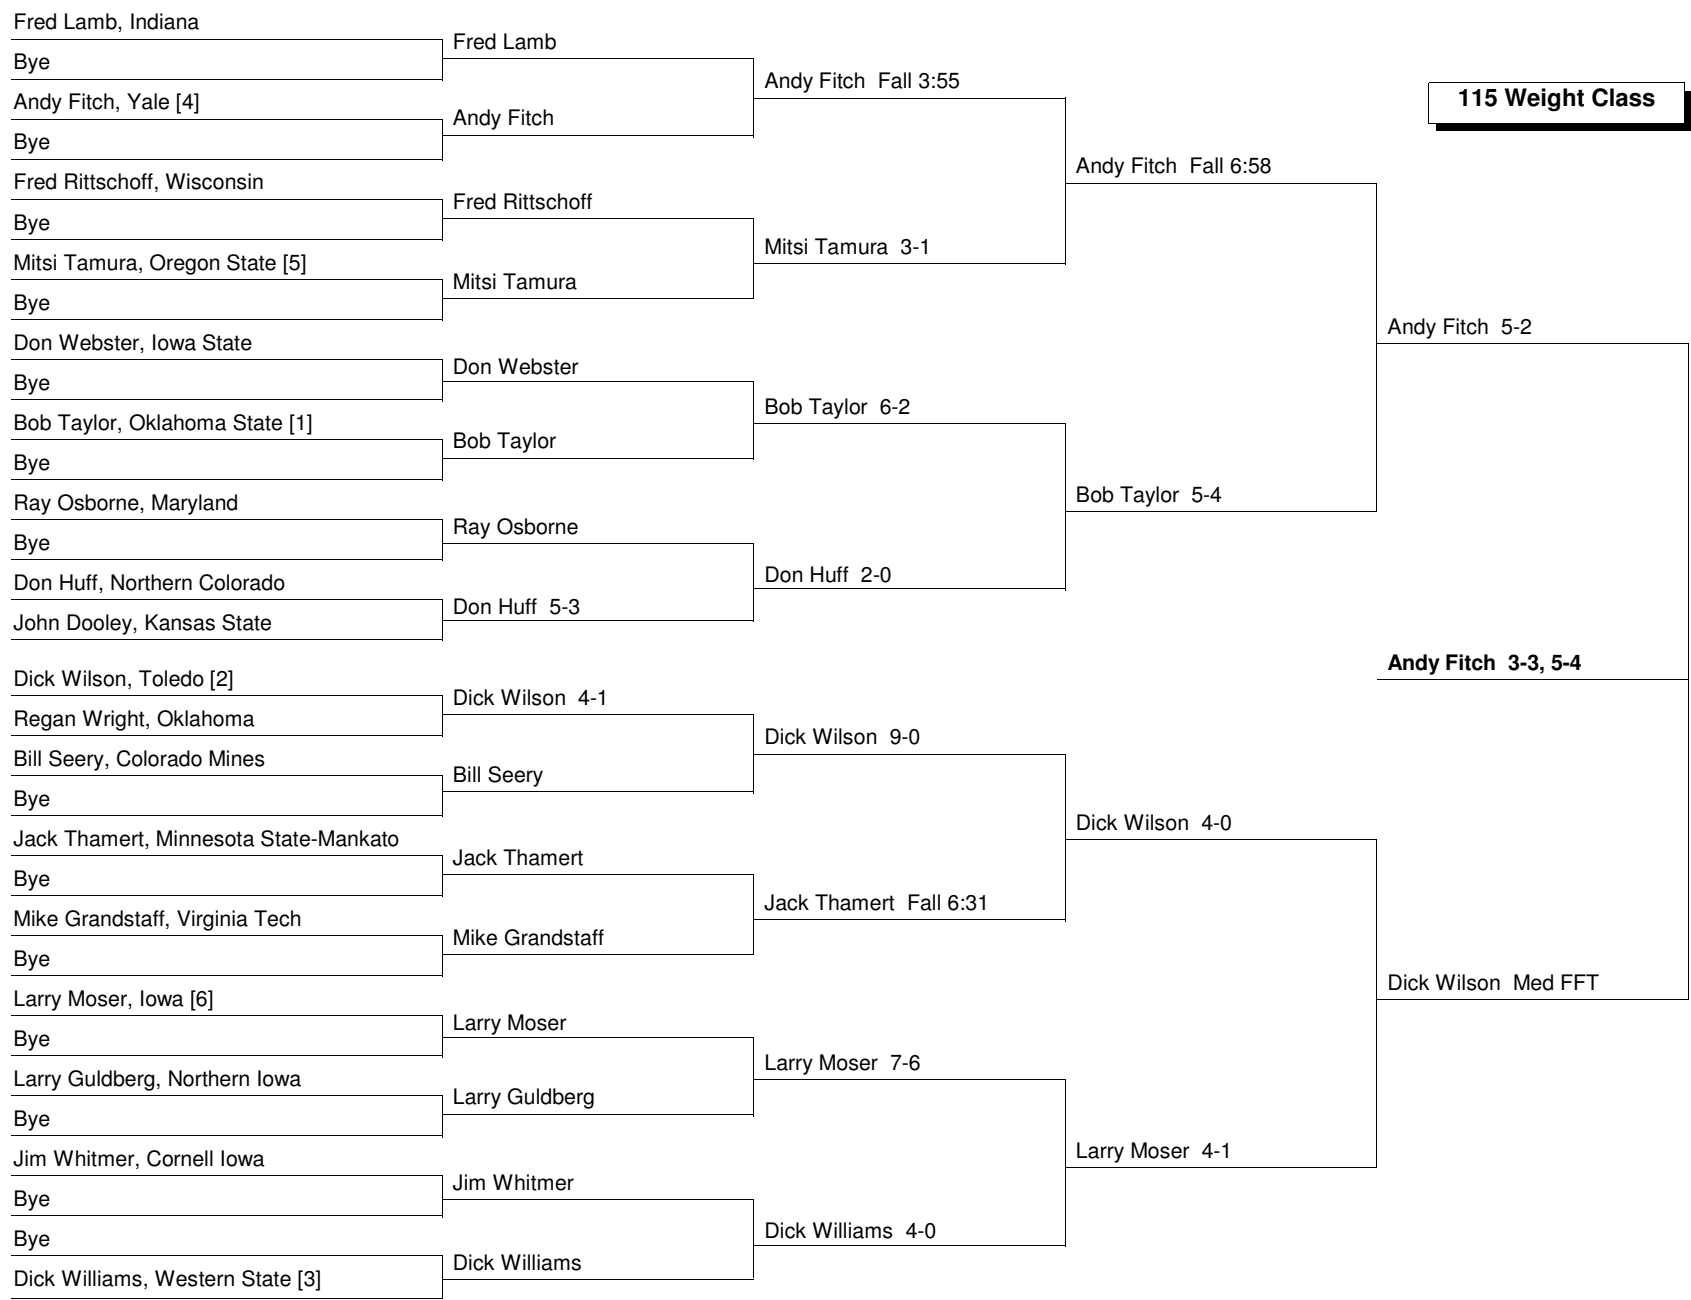 115 Weight Class
Fred Lamb, Indiana
Bye
Andy Fitch, Yale [4]
Bye
Fred Rittschoff, Wisconsin
Bye
Mitsi Tamura, Oregon State [5]
Bye
Don Webster, Iowa State
Bye
Bob Taylor, Oklahoma State [1]
Bye
Ray Osborne, Maryland
Bye
Don Huff, Northern Colorado
John Dooley, Kansas State
Dick Wilson, Toledo [2]
Regan Wright, Oklahoma
Bill Seery, Colorado Mines
Bye
Jack Thamert, Minnesota State-Mankato
Bye
Mike Grandstaff, Virginia Tech
Bye
Larry Moser, Iowa [6]
Bye
Larry Guldberg, Northern Iowa
Bye
Jim Whitmer, Cornell Iowa
Bye
Bye
Dick Williams, Western State [3]
Fred Lamb
Andy Fitch
Fred Rittschoff
Mitsi Tamura
Don Webster
Bob Taylor
Ray Osborne
Don Huff 5-3
Dick Wilson 4-1
Bill Seery
Jack Thamert
Mike Grandstaff
Larry Moser
Larry Guldberg
Jim Whitmer
Dick Williams
Andy Fitch Fall 3:55
Mitsi Tamura 3-1
Bob Taylor 6-2
Don Huff 2-0
Dick Wilson 9-0
Jack Thamert Fall 6:31
Larry Moser 7-6
Dick Williams 4-0
Andy Fitch Fall 6:58
Bob Taylor 5-4
Dick Wilson 4-0
Larry Moser 4-1
Andy Fitch 5-2
Andy Fitch 3-3, 5-4
Dick Wilson Med FFT